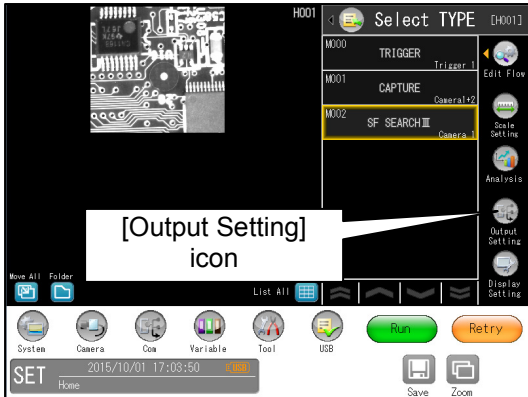 H001
Select TYPE
[H001]
M000
TRIGGER
Trigger 1
M001
CAPTURE
Camera1+2
M002
SF SEARCHⅢ
Camera 1
Edit Flow
Scale
Setting
Analysis
Output
Setting
Display
Setting
[Output Setting]
icon
Move All
Folder
List All
System
Camera
Com
Variable
Tool
USB
Run
Retry
SET
2015/10/01 17:03:50
USB
Home
Save
Zoom